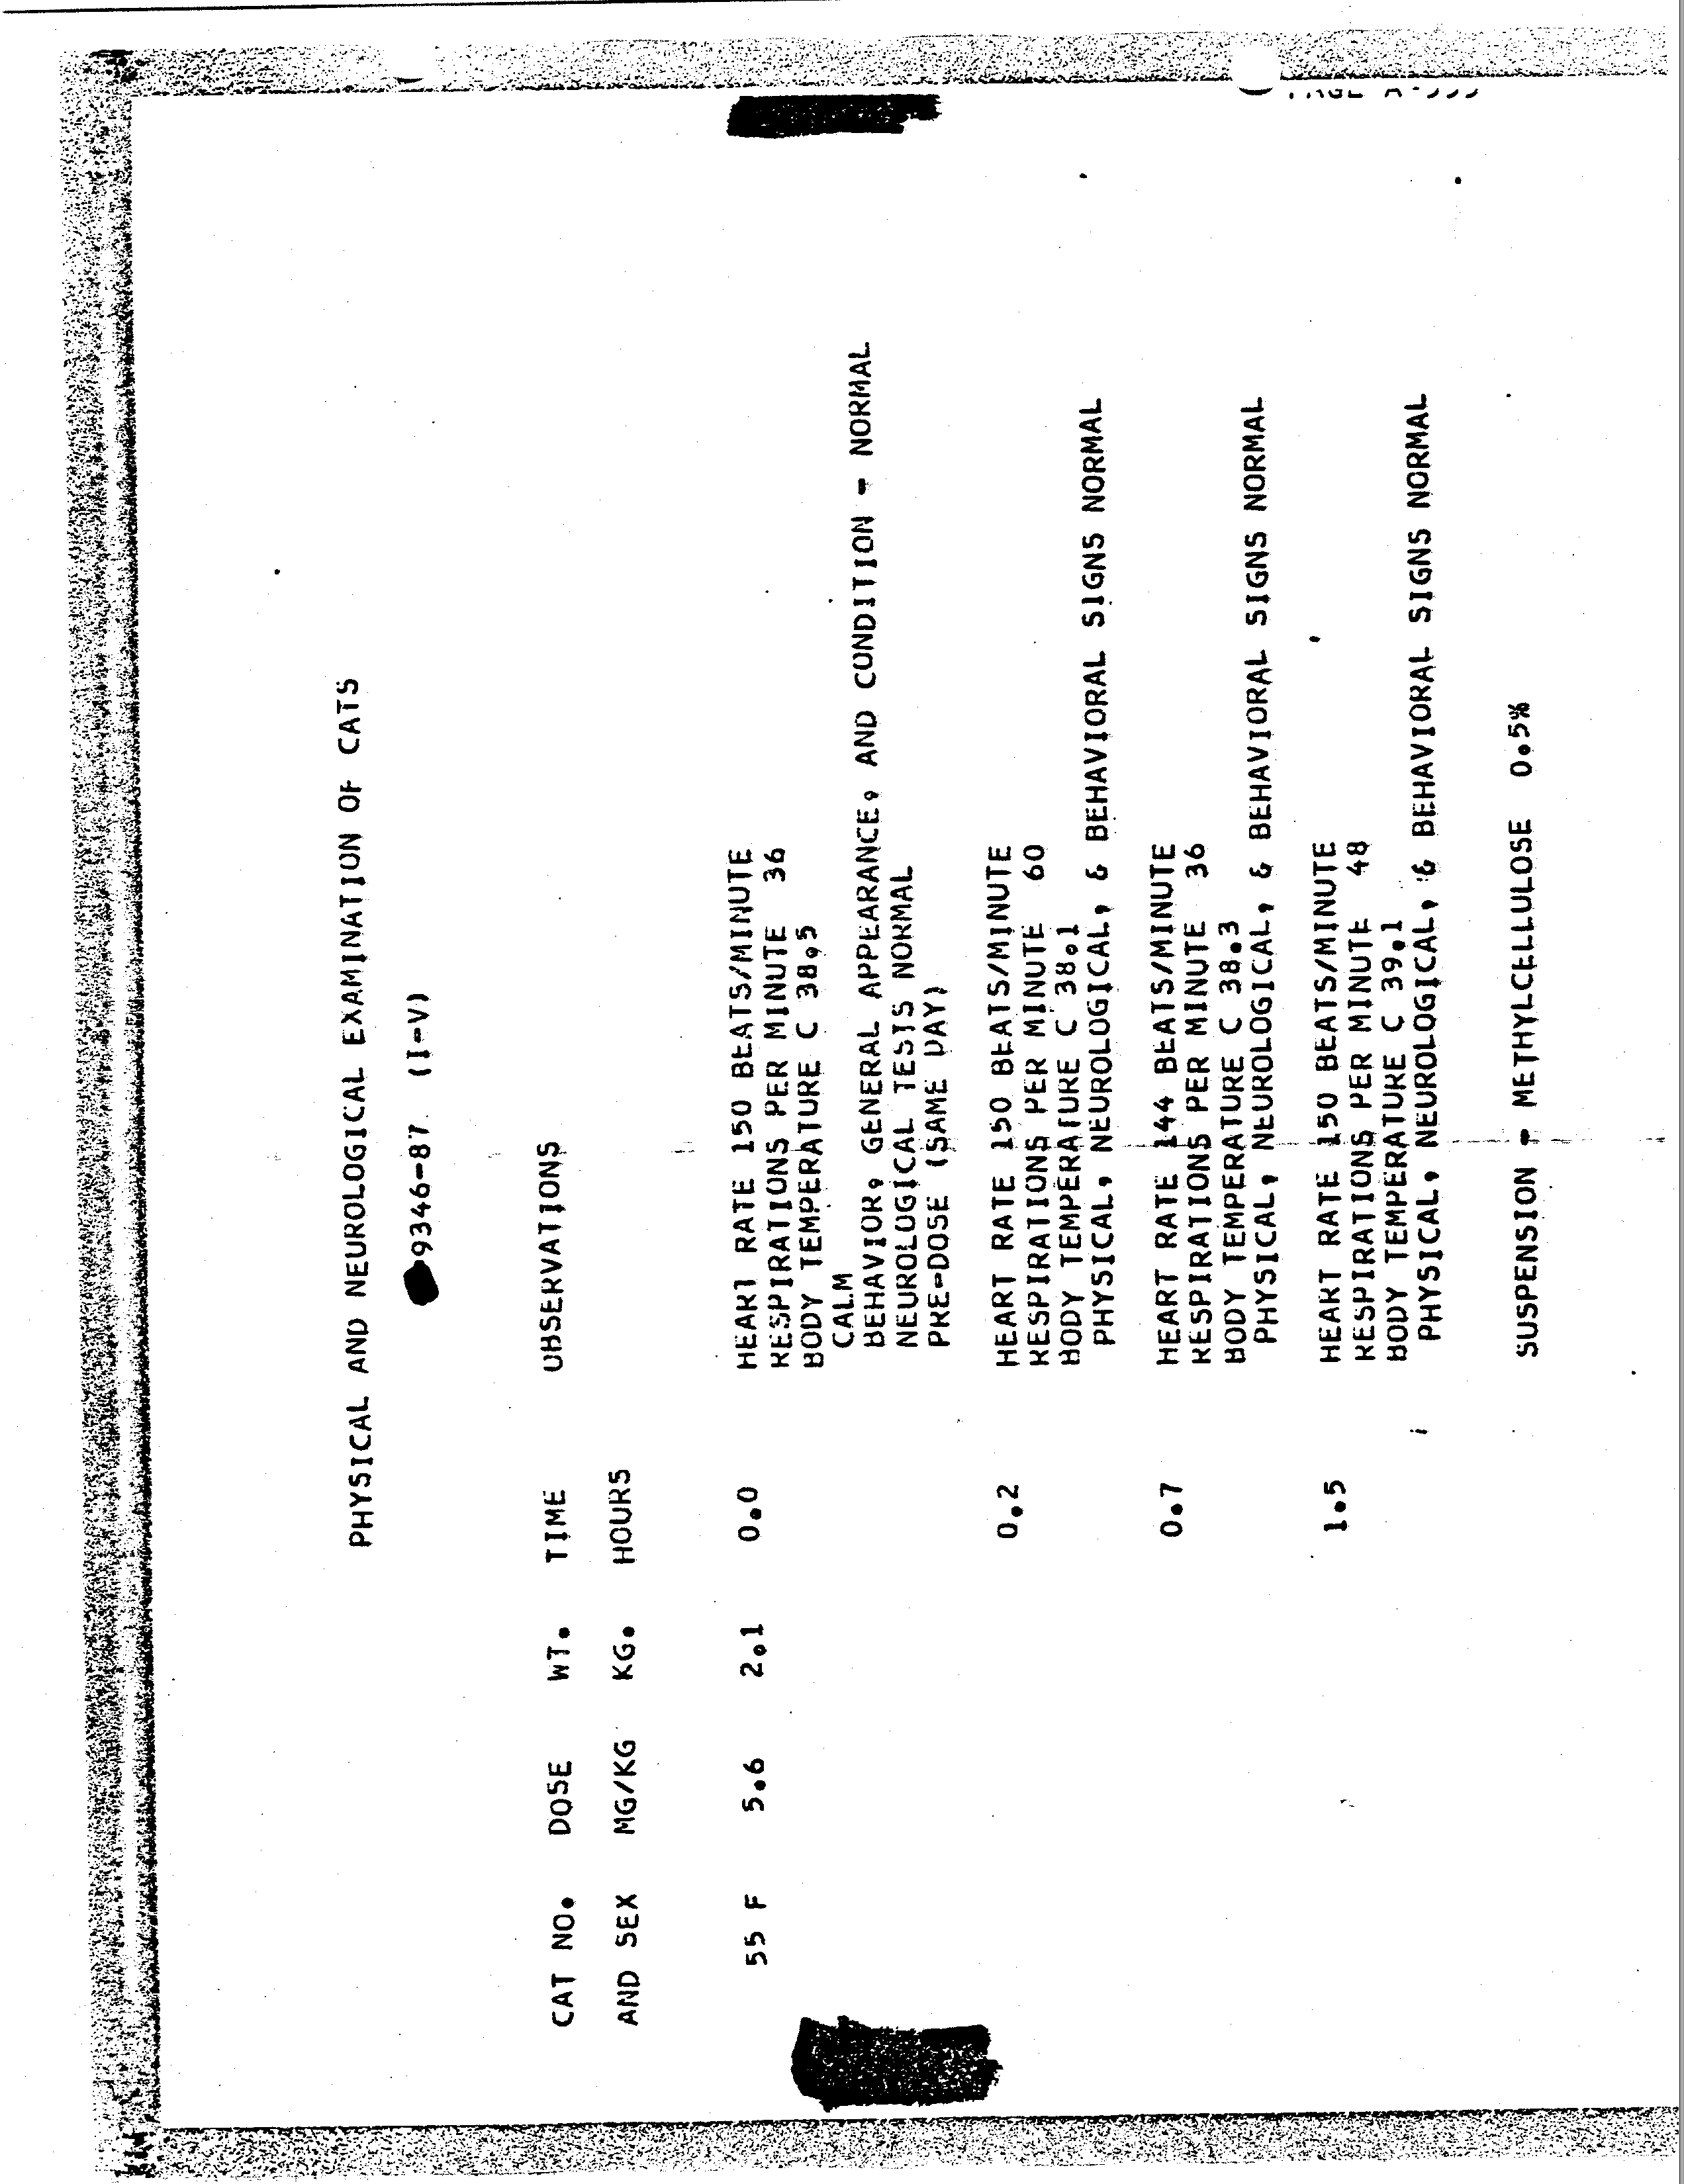 PHYSICAL AND NEUROLOGICAL EXAMINATION OF CATS
9346-87 (I-V)
CAT NO. DOSE WT. TIME OBSERVATIONS
AND SEX MG/KG KG. HOURS
55 F 5.6 2.1 0.0 HEART RATE 150 BEATS/MINUTE
RESPIRATIONS PER MINUTE 36
BODY TEMPERATURE C 38.5
CALM
BEHAVIOR, GENERAL APPEARANCE, AND CONDITION - NORMAL
NEUROLOGICAL TESTS NORMAL
PRE-DOSE (SAME DAY)
0.2 HEART RATE 150 BEATS/MINUTE
RESPIRATIONS PER MINUTE 60
BODY TEMPERATURE C 38.1
PHYSICAL, NEUROLOGICAL, & BEHAVIORAL SIGNS NORMAL
0.7 HEART RATE 144 BEATS/MINUTE
RESPIRATIONS PER MINUTE 36
BODY TEMPERATURE C 38.3
PHYSICAL, NEUROLOGICAL, & BEHAVIORAL SIGNS NORMAL
1.5 HEART RATE 150 BEATS/MINUTE
RESPIRATIONS PER MINUTE 48
BODY TEMPERATURE C 39.1
PHYSICAL, NEUROLOGICAL, & BEHAVIORAL SIGNS NORMAL
SUSPENSION - METHYLCELLULOSE 0.5%